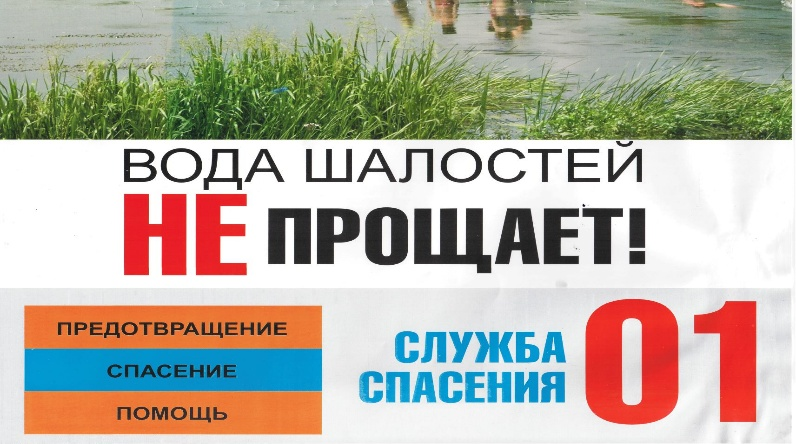 ВОДА ШАЛОСТЕЙ
НЕ ПРОЩАЕТ!
ПРЕДОТВРАЩЕНИЕ
СПАСЕНИЕ
ПОМОЩЬ
СЛУЖБА
СПАСЕНИЯ
01